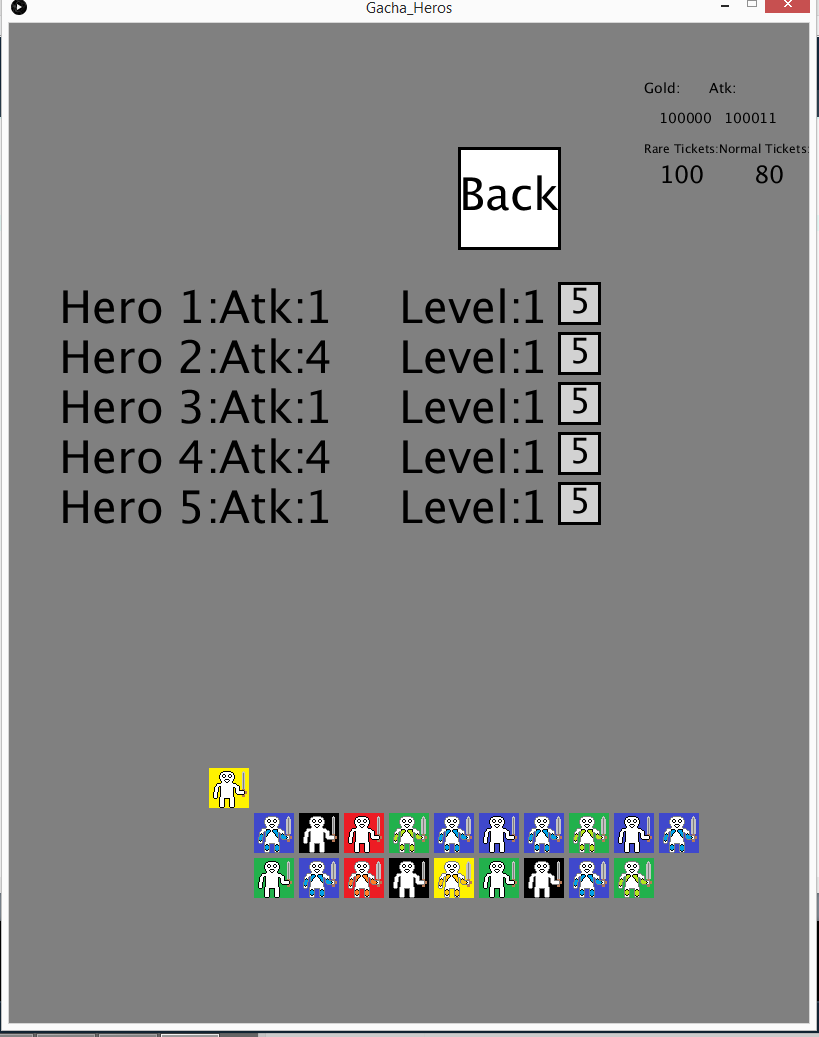 Gacha_Heros
Gold: Atk:
100000 100011
Rare Tickets:Normal Tickets:
100 80
Back
Hero 1:Atk:1 Level:1 5
Hero 2:Atk:4 Level:1 5
Hero 3:Atk:1 Level:1 5
Hero 4:Atk:4 Level:1 5
Hero 5:Atk:1 Level:1 5